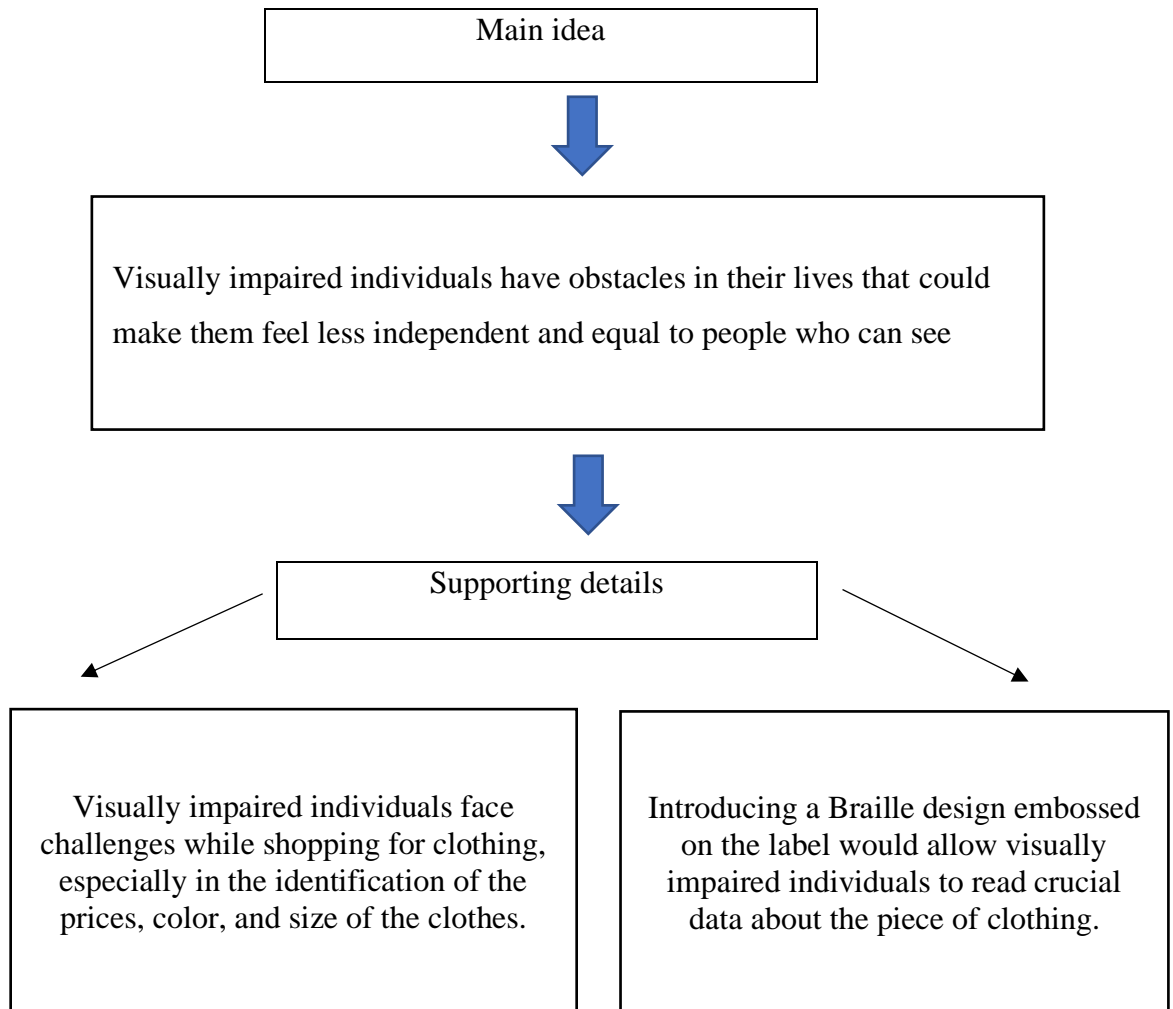 Main idea
Visually impaired individuals have obstacles in their lives that could
make them feel less independent and equal to people who can see
Supporting details
Visually impaired individuals face
challenges while shopping for clothing,
especially in the identification of the
prices, color, and size of the clothes.
Introducing a Braille design embossed
on the label would allow visually
impaired individuals to read crucial
data about the piece of clothing.